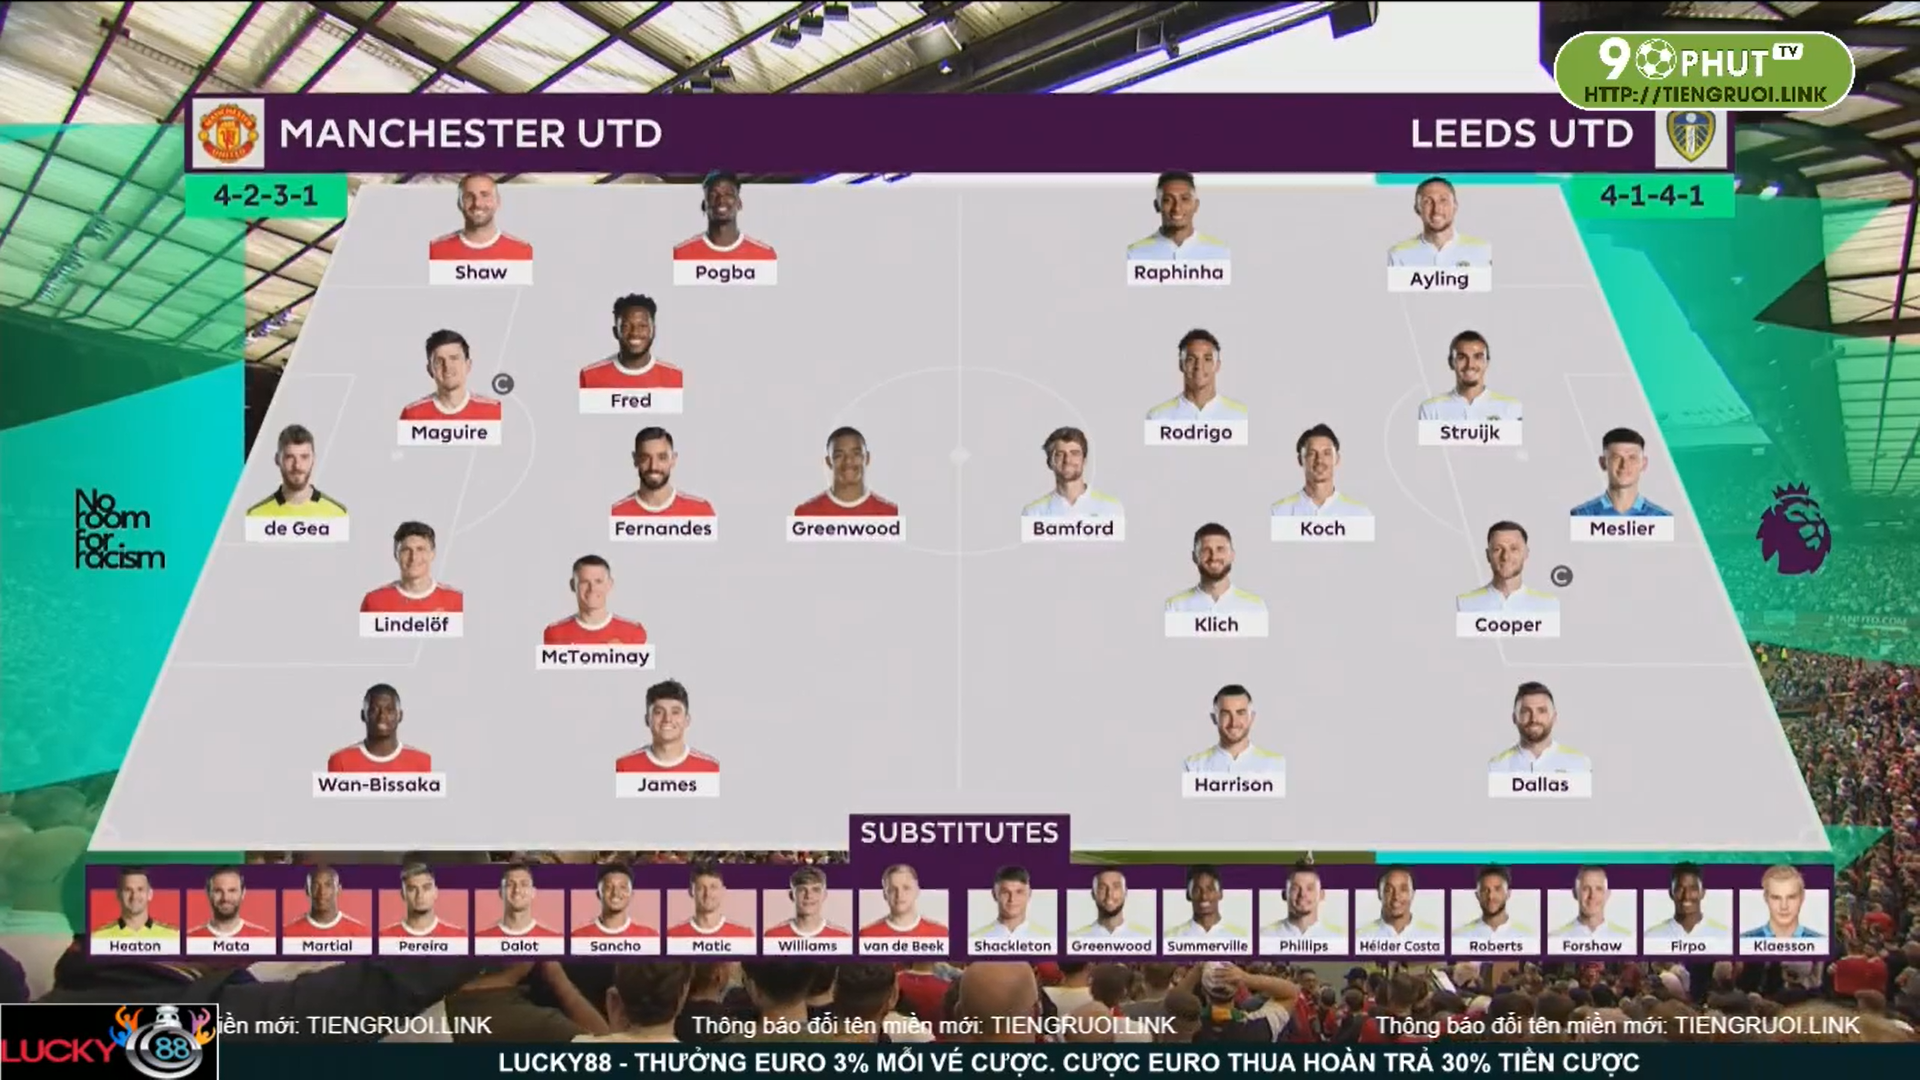 90PHUT TV
HTTP://TIENGRUOI.LINK
MANCHESTER UTD
LEEDS UTD
4-2-3-1
4-1-4-1
Shaw
Pogba
Raphinha
Ayling
Fred
Maguire
C
Rodrigo
Struijk
de Gea
Fernandes
Greenwood
Bamford
Koch
Meslier
No
room
for
racism
Lindelöf
McTominay
Klich
Cooper
C
Wan-Bissaka
James
Harrison
Dallas
SUBSTITUTES
Heaton
Mata
Martial
Pereira
Dalot
Sancho
Matic
Williams
van de Beek
Shackleton
Greenwood
Summerville
Phillips
Hélder Costa
Roberts
Forshaw
Firpo
Klaesson
LUCKY 88
iền mới: TIENGRUOI.LINK
Thông báo đổi tên miền mới: TIENGRUOI.LINK
Thông báo đổi tên miền mới: TIENGRUOI.LINK
LUCKY88 - THƯỞNG EURO 3% MỖI VÉ CƯỢC. CƯỢC EURO THUA HOÀN TRẢ 30% TIỀN CƯỢC